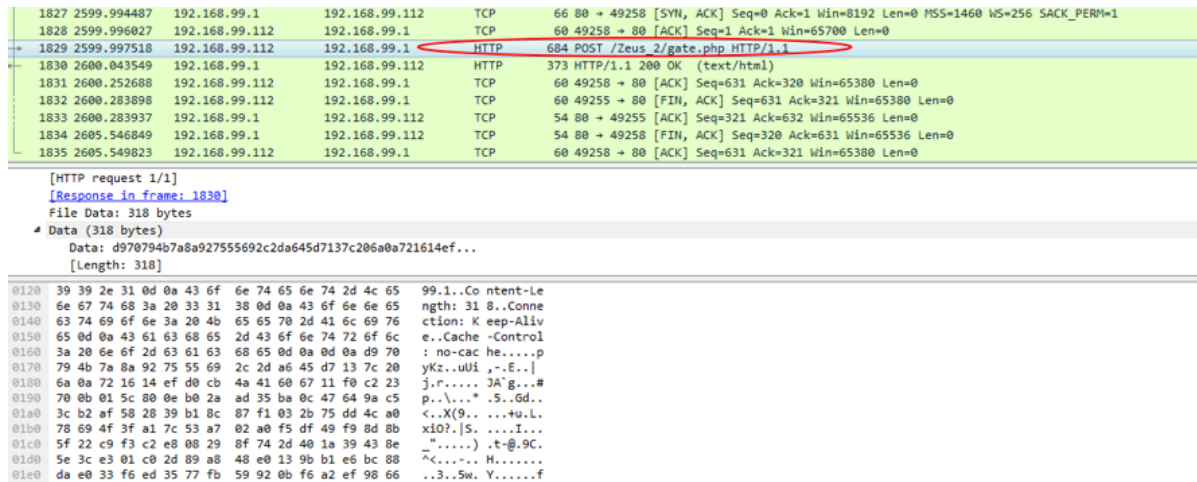 1827 2599.994487 192.168.99.1 192.168.99.112 TCP 66 80 → 49258 [SYN, ACK] Seq=0 Ack=1 Win=8192 Len=0 MSS=1460 WS=256 SACK_PERM=1
1828 2599.996027 192.168.99.112 192.168.99.1 TCP 60 49258 → 80 [ACK] Seq=1 Ack=1 Win=65700 Len=0
1829 2599.997518 192.168.99.112 192.168.99.1 HTTP 684 POST /Zeus_2/gate.php HTTP/1.1
1830 2600.043549 192.168.99.1 192.168.99.112 HTTP 373 HTTP/1.1 200 OK (text/html)
1831 2600.252688 192.168.99.112 192.168.99.1 TCP 60 49258 → 80 [ACK] Seq=631 Ack=320 Win=65380 Len=0
1832 2600.283898 192.168.99.112 192.168.99.1 TCP 60 49255 → 80 [FIN, ACK] Seq=631 Ack=321 Win=65380 Len=0
1833 2600.283937 192.168.99.1 192.168.99.112 TCP 54 80 → 49255 [ACK] Seq=321 Ack=632 Win=65536 Len=0
1834 2605.546849 192.168.99.1 192.168.99.112 TCP 54 80 → 49258 [FIN, ACK] Seq=320 Ack=631 Win=65536 Len=0
1835 2605.549823 192.168.99.112 192.168.99.1 TCP 60 49258 → 80 [ACK] Seq=631 Ack=321 Win=65380 Len=0
[HTTP request 1/1]
[Response in frame: 1830]
File Data: 318 bytes
Data (318 bytes)
Data: d970794b7a8a927555692c2da645d7137c206a0a721614ef...
[Length: 318]
0120 39 39 2e 31 0d 0a 43 6f 6e 74 65 6e 74 2d 4c 65 99.1..Co ntent-Le
0130 6e 67 74 68 3a 20 33 31 38 0d 0a 43 6f 6e 6e 65 ngth: 31 8..Conne
0140 63 74 69 6f 6e 3a 20 4b 65 65 70 2d 41 6c 69 76 ction: K eep-Aliv
0150 65 0d 0a 43 61 63 68 65 2d 43 6f 6e 74 72 6f 6c e..Cache -Control
0160 3a 20 6e 6f 2d 63 61 63 68 65 0d 0a 0d 0a d9 70 : no-cac he.....p
0170 79 4b 7a 8a 92 75 55 69 2c 2d a6 45 d7 13 7c 20 yKz..uUi ,-.E..|
0180 6a 0a 72 16 14 ef d0 cb 4a 41 60 67 11 f0 c2 23 j.r..... JA`g...#
0190 70 0b 01 5c 80 0e b0 2a ad 35 ba 0c 47 64 9a c5 p..\...* .5..Gd..
01a0 3c b2 af 58 28 39 b1 8c 87 f1 03 2b 75 dd 4c a0 <..X(9.. ...+u.L.
01b0 78 69 4f 3f a1 7c 53 a7 02 a0 f5 df 49 f9 8d 8b xiO?.|S. ....I...
01c0 5f 22 c9 f3 c2 e8 08 29 8f 74 2d 40 1a 39 43 8e _".....) .t-@.9C.
01d0 5e 3c e3 01 c0 2d 89 a8 48 e0 13 9b b1 e6 bc 88 ^<...-.. H.......
01e0 da e0 33 f6 ed 35 77 fb 59 92 0b f6 a2 ef 98 66 ..3..5w. Y......f